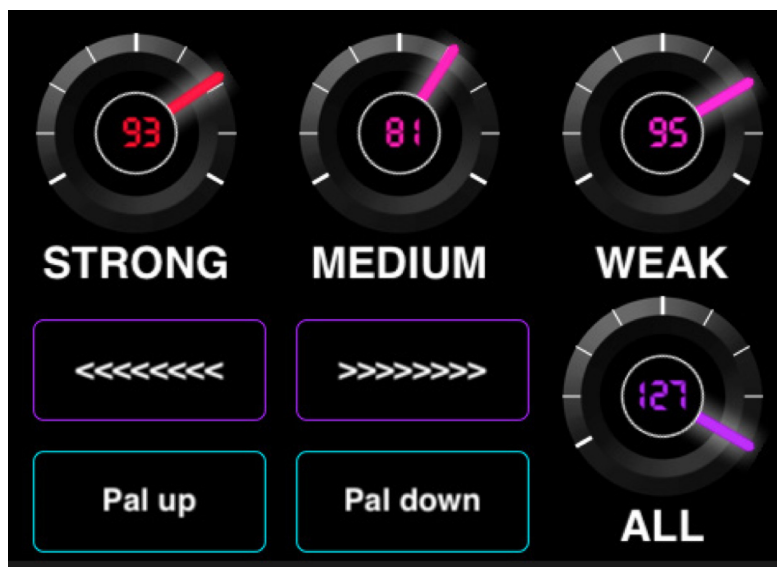 93
81
95
STRONG
MEDIUM
WEAK
<<<<<<<<
>>>>>>>>
127
Pal up
Pal down
ALL